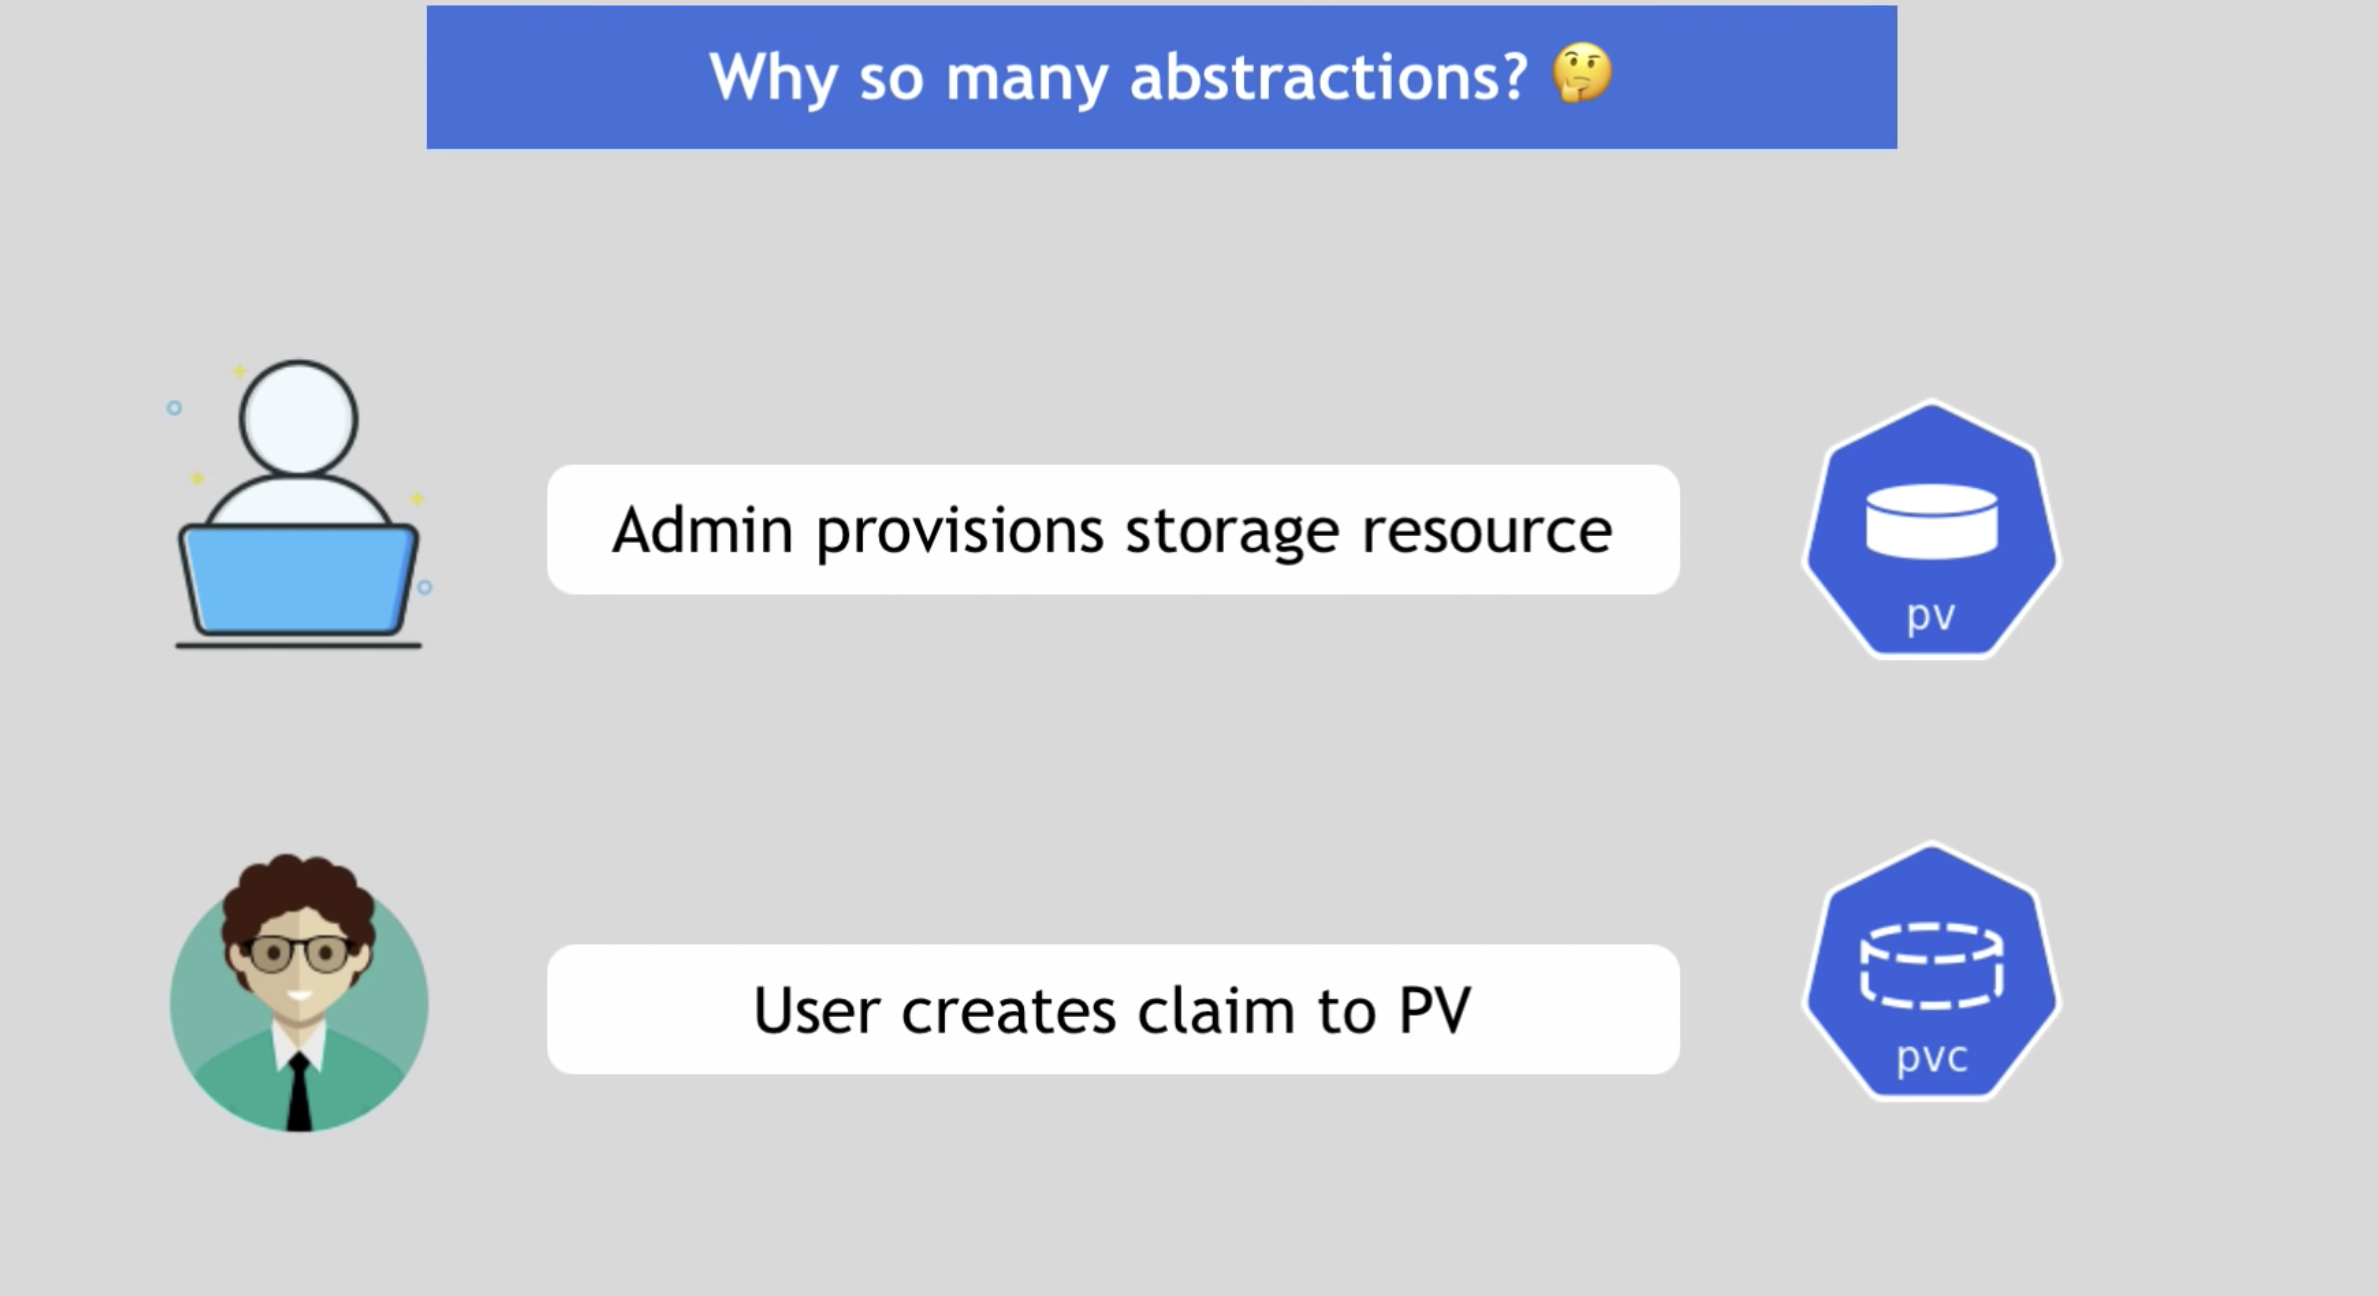 Why so many abstractions? 🤔
Admin provisions storage resource
pv
User creates claim to PV
pvc